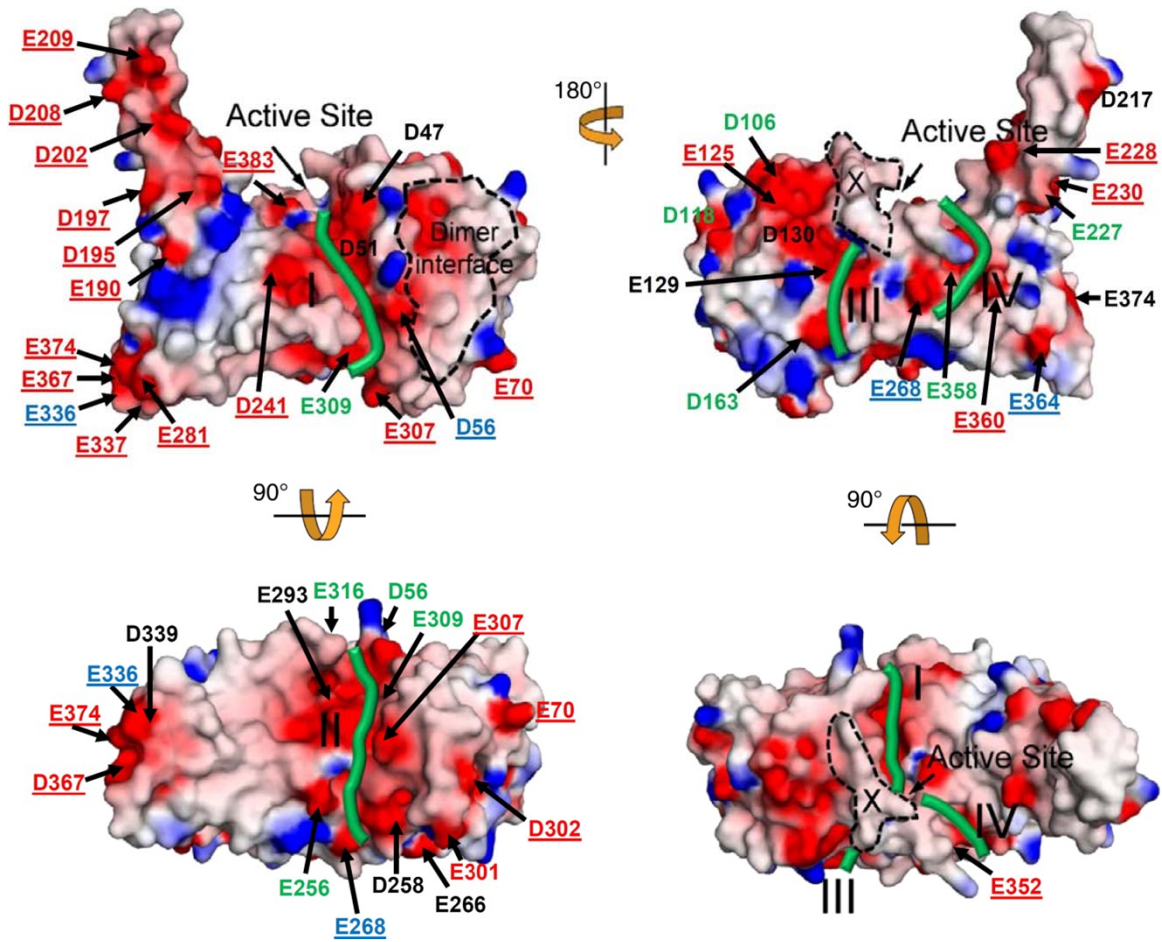 E209
D208
D202
D197
D195
E190
E374
E367
E336
E337
E281
D241
E309
E307
D56
E70
Active Site
E383
D47
D51
Dimer
interface
I
180°
D106
E125
D118
D130
E129
D163
X
Active Site
D217
E228
E230
E227
E374
III
IV
E268
E358
E360
E364
90°
90°
E316
D56
E293
E309
E307
D339
E336
E374
D367
II
E70
D302
E256
E268
D258
E266
E301
I
Active Site
X
IV
III
E352